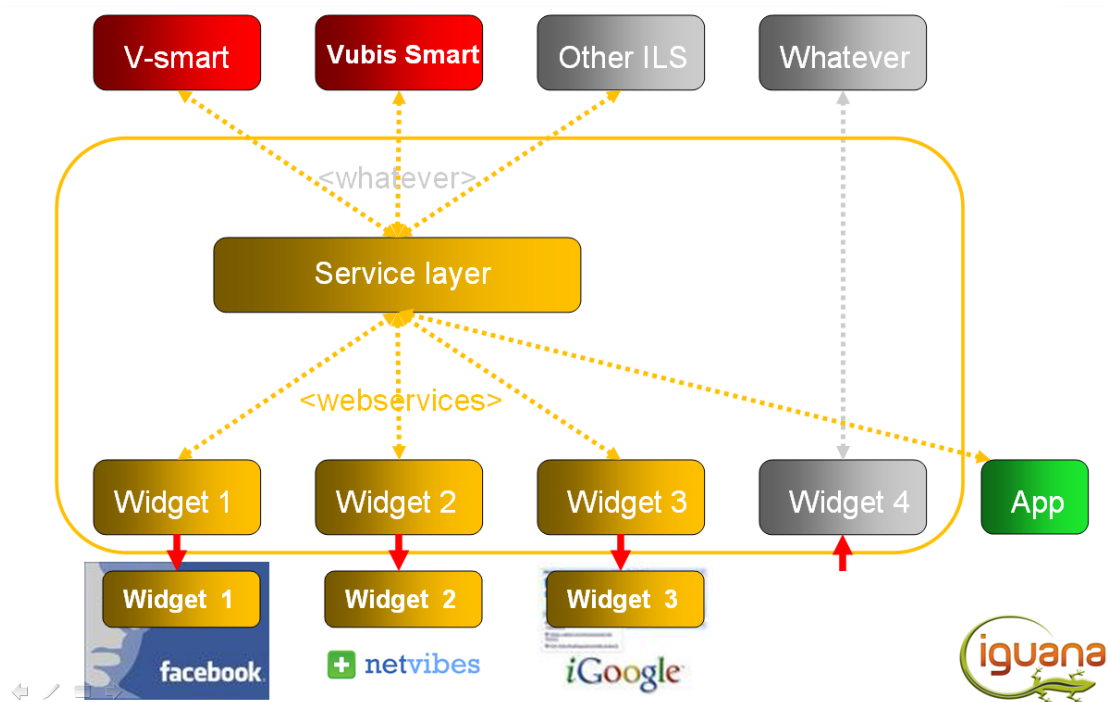 V-smart
Vubis Smart
Other ILS
Whatever
<whatever>
Service layer
<webservices>
Widget 1
Widget 2
Widget 3
Widget 4
App
Widget 1
Widget 2
Widget 3
facebook
netvibes
iGoogle
iguana